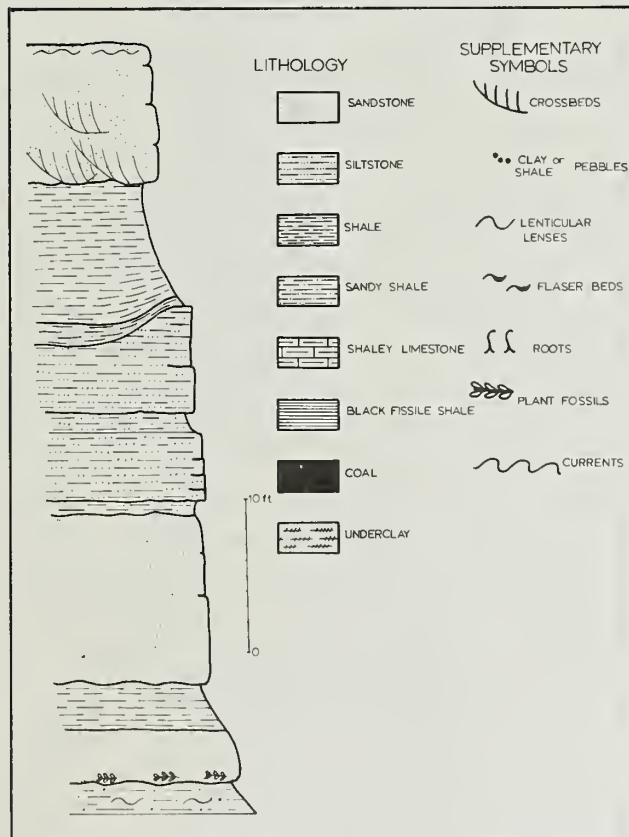 LITHOLOGY
SANDSTONE
SILTSTONE
SHALE
SANDY SHALE
SHALEY LIMESTONE
BLACK FISSILE SHALE
COAL
UNDERCLAY
SUPPLEMENTARY
SYMBOLS
CROSSBEDS
CLAY or
SHALE PEBBLES
LENTICULAR
LENSES
FLASER BEDS
ROOTS
PLANT FOSSILS
CURRENTS
10 ft
0